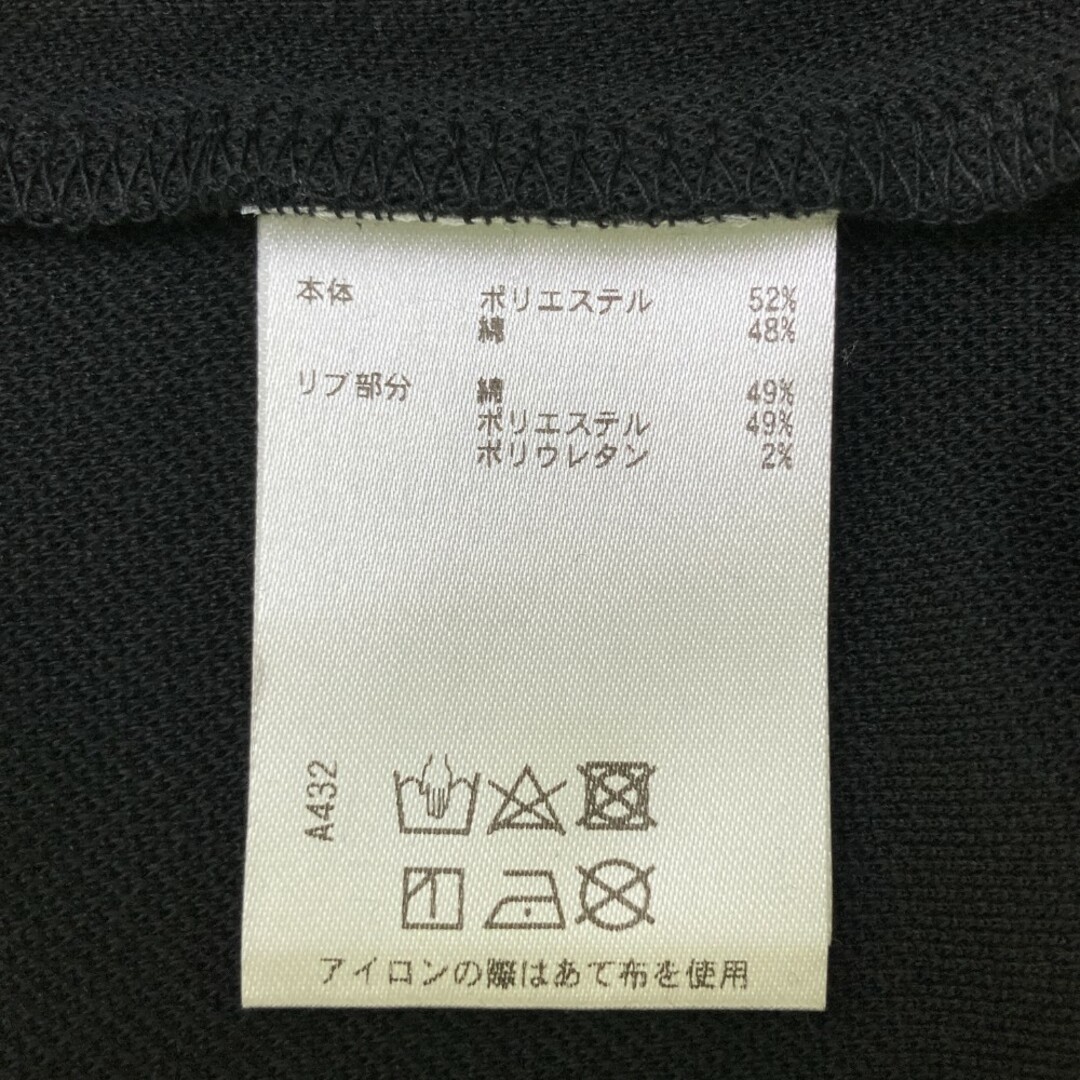 本体 ポリエステル 52%
綿 48%
リブ部分 綿 49%
ポリエステル 49%
ポリウレタン 2%
A432
アイロンの際はあて布を使用